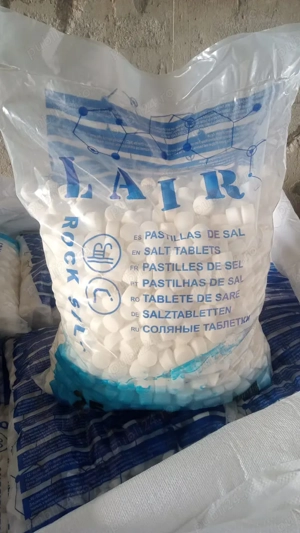 LAIR
ROCK S
ES PASTILLAS DE SAL
EN SALT TABLETS
FR PASTILLES DE SEL
PT PASTILHAS DE SAL
RO TABLETE DE SARE
DE SALZTABLETTEN
RU СОЛЯНЫЕ ТАБЛЕТКИ